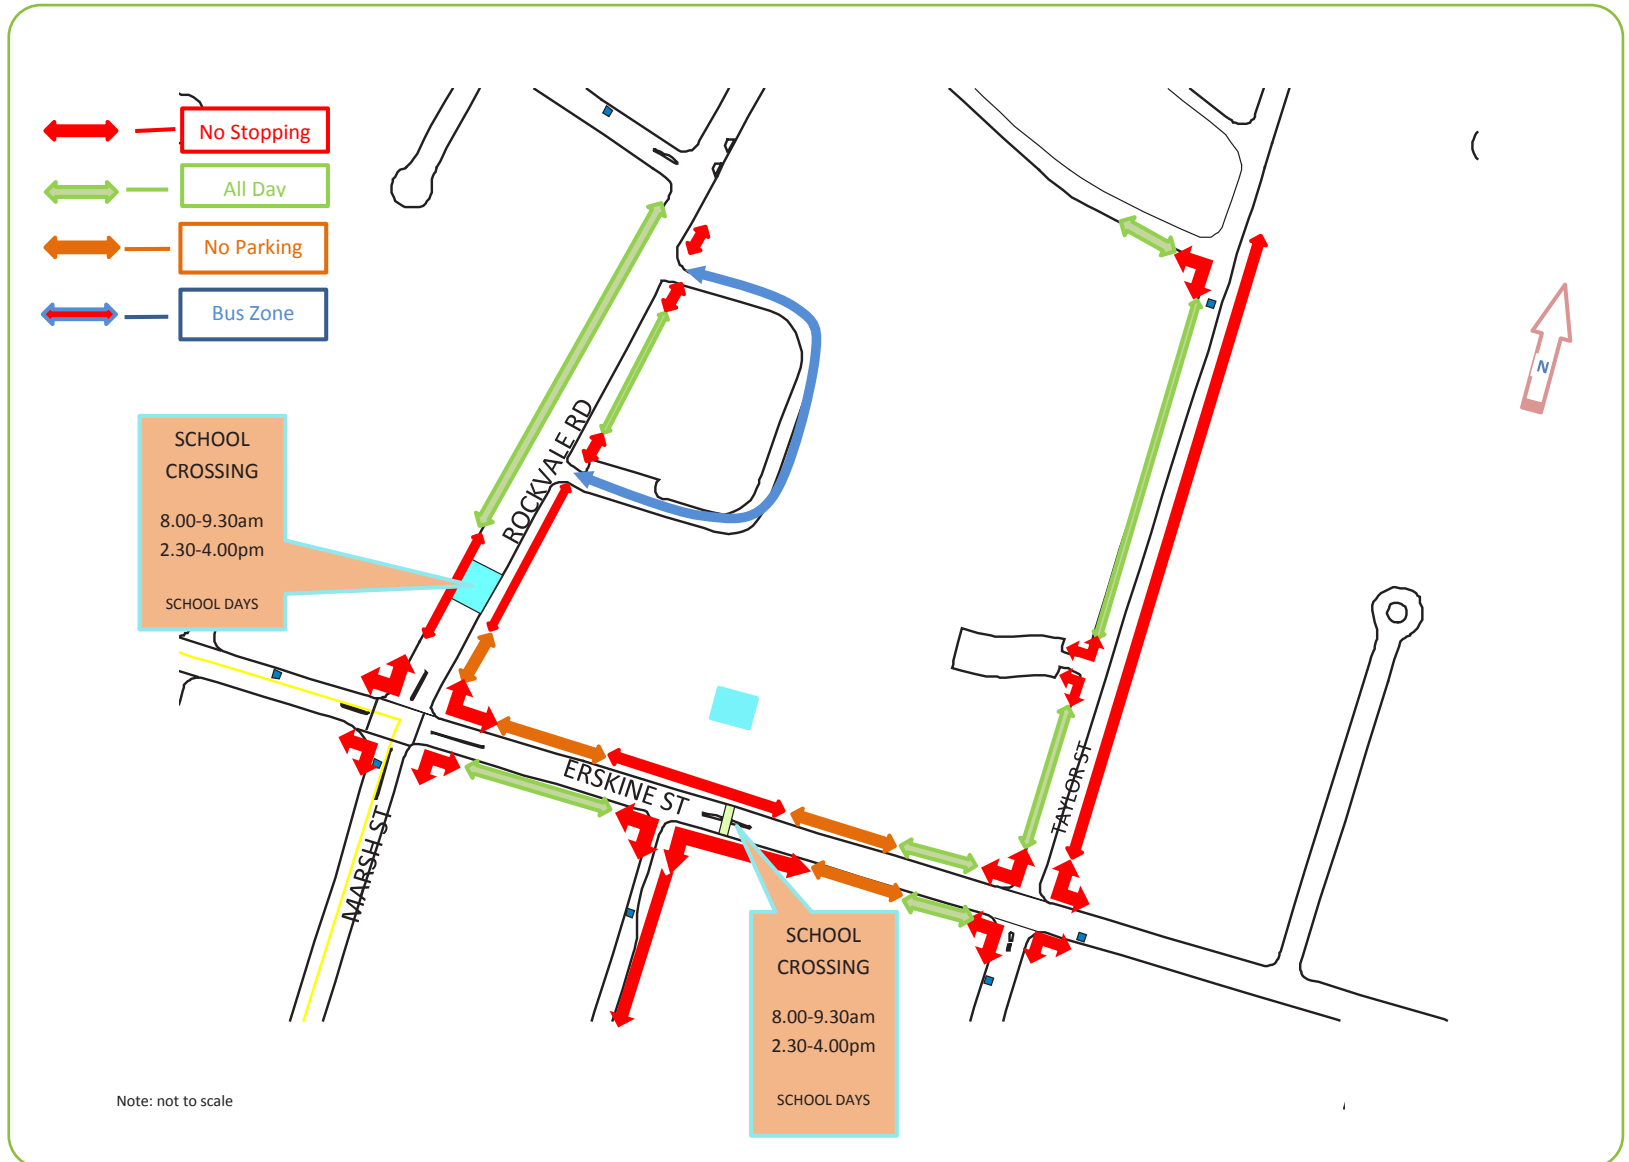 No Stopping
All Day
No Parking
Bus Zone
N
ROCKVALE RD
SCHOOL
CROSSING
8.00-9.30am
2.30-4.00pm
SCHOOL DAYS
ERSKINE ST
TAYLOR ST
MARSH ST
SCHOOL
CROSSING
8.00-9.30am
2.30-4.00pm
SCHOOL DAYS
Note: not to scale